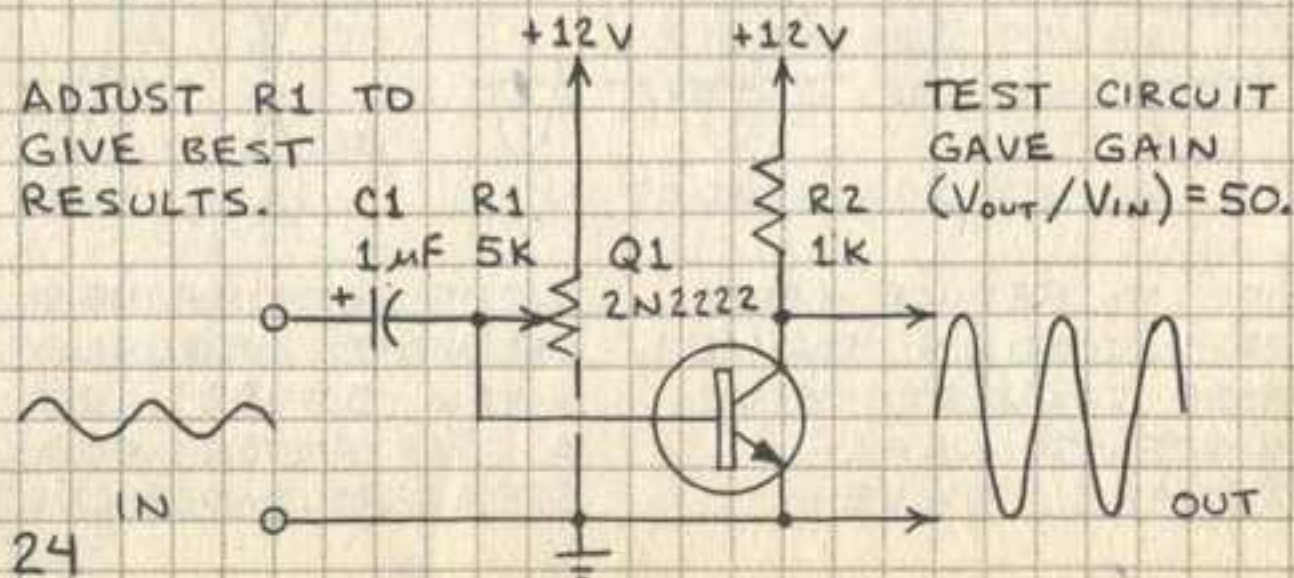 +12V +12V
ADJUST R1 TO
GIVE BEST
RESULTS.
TEST CIRCUIT
GAVE GAIN
(VOUT/VIN) = 50.
C1 R1
1µF 5K
+
Q1
2N2222
R2
1K
IN
OUT
24